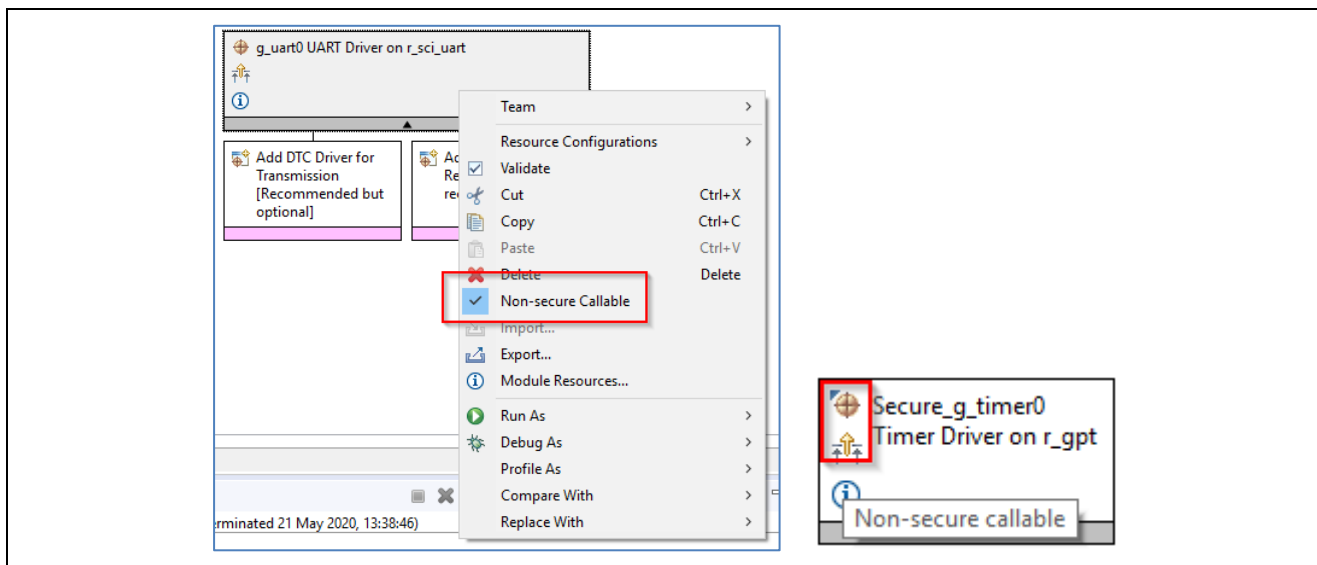 g_uart0 UART Driver on r_sci_uart
Add DTC Driver for
Transmission
[Recommended but
optional]
Ad
Re
rec
Team >
Resource Configurations >
Validate
Cut Ctrl+X
Copy Ctrl+C
Paste Ctrl+V
Delete Delete
Non-secure Callable
Import...
Export...
Module Resources...
Run As >
Debug As >
Profile As >
Compare With >
Replace With >
erminated 21 May 2020, 13:38:46)
Secure_g_timer0
Timer Driver on r_gpt
Non-secure callable